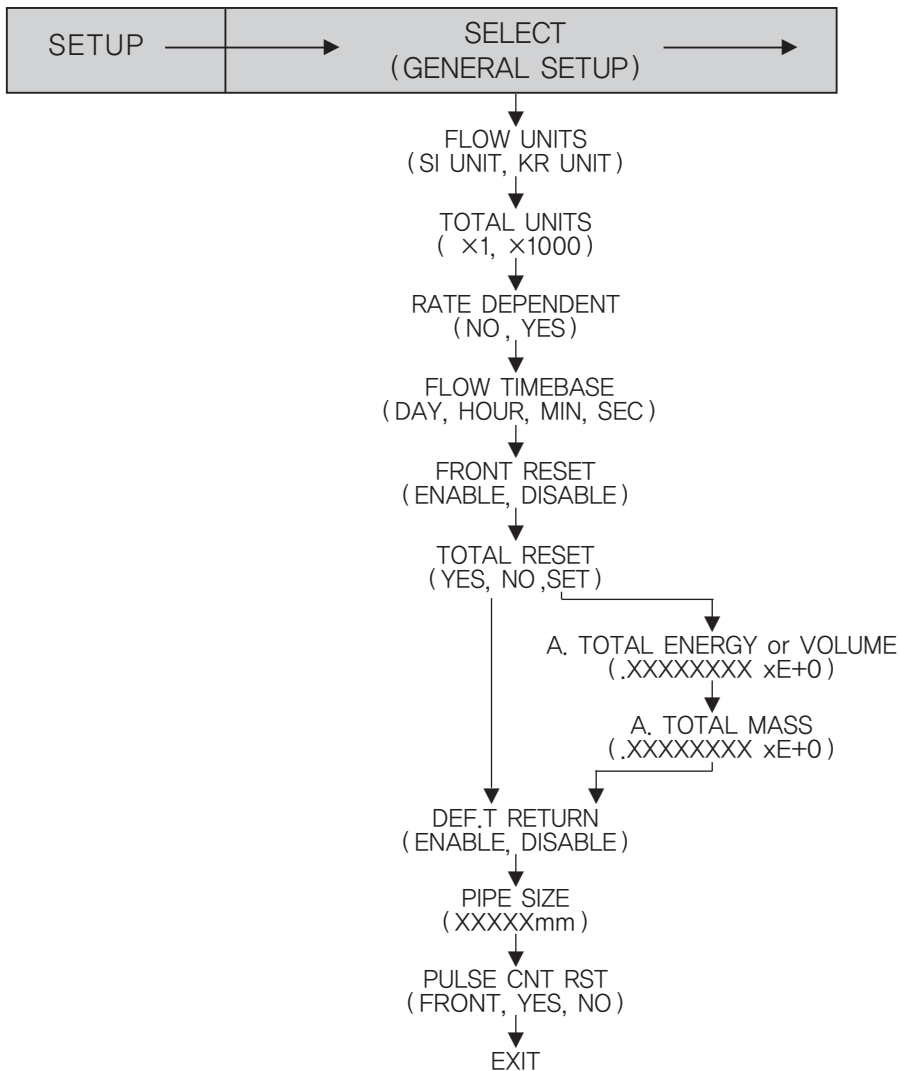 SETUP
SELECT
(GENERAL SETUP)
FLOW UNITS
(SI UNIT, KR UNIT)
TOTAL UNITS
( ×1, ×1000)
RATE DEPENDENT
(NO, YES)
FLOW TIMEBASE
(DAY, HOUR, MIN, SEC)
FRONT RESET
(ENABLE, DISABLE)
TOTAL RESET
(YES, NO ,SET)
A. TOTAL ENERGY or VOLUME
(.XXXXXXXX xE+0)
A. TOTAL MASS
(.XXXXXXXX xE+0)
DEF.T RETURN
(ENABLE, DISABLE)
PIPE SIZE
(XXXXXmm)
PULSE CNT RST
(FRONT, YES, NO)
EXIT